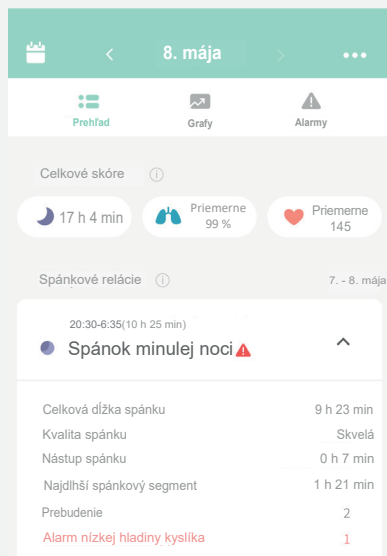 8. mája
Prehľad
Grafy
Alarmy
Celkové skóre
17 h 4 min
Priemerne
99 %
Priemerne
145
Spánkové relácie
7. - 8. mája
20:30-6:35(10 h 25 min)
Spánok minulej noci
Celková dĺžka spánku 9 h 23 min
Kvalita spánku Skvelá
Nástup spánku 0 h 7 min
Najdlhší spánkový segment 1 h 21 min
Prebudenie 2
Alarm nízkej hladiny kyslíka 1